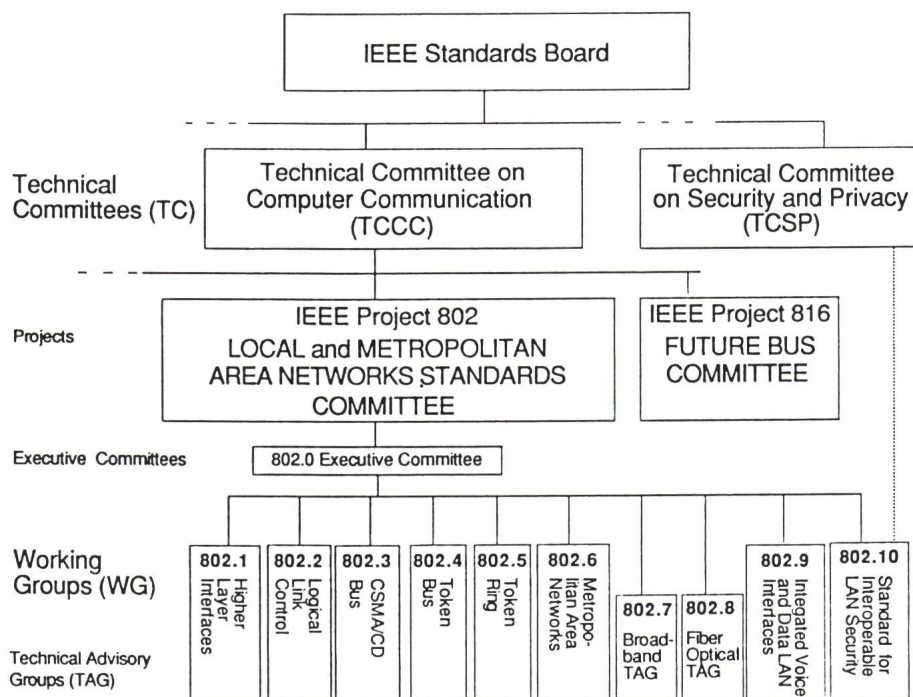 IEEE Standards Board
Technical
Committees (TC)
Technical Committee on
Computer Communication
(TCCC)
Technical Committee
on Security and Privacy
(TCSP)
Projects
IEEE Project 802
LOCAL and METROPOLITAN
AREA NETWORKS STANDARDS
COMMITTEE
IEEE Project 816
FUTURE BUS
COMMITTEE
Executive Committees
802.0 Executive Committee
Working
Groups (WG)
Technical Advisory
Groups (TAG)
802.1
Higher
Layer
Interfaces
802.2
Logical
Link
Control
802.3
CSMA/CD
Bus
802.4
Token
Bus
802.5
Token
Ring
802.6
Metropo-
litan Area
Networks
802.7
Broad-
band
TAG
802.8
Fiber
Optical
TAG
802.9
Integated Voice
and Data LAN
Interfaces
802.10
Standard for
Interoperable
LAN Security